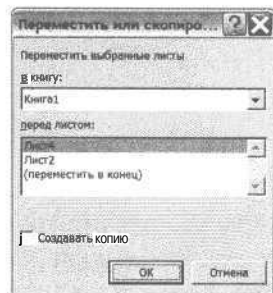 Переместить или скопиро...
Переместить выбранные листы
в книгу:
Книга1
перед листом:
Лист4
Лист2
(переместить в конец)
Создавать копию
ОК
Отмена